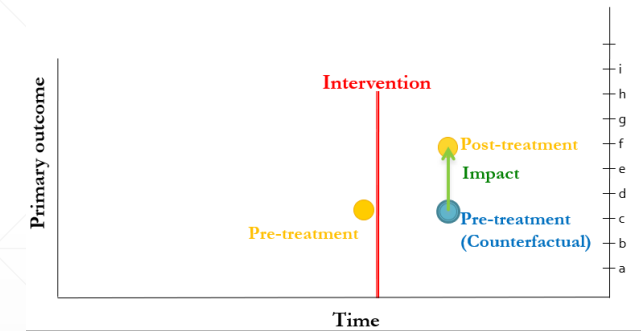 Intervention
Primary outcome
Post-treatment
Impact
Pre-treatment
Pre-treatment
(Counterfactual)
Time
i
h
g
f
e
d
c
b
a